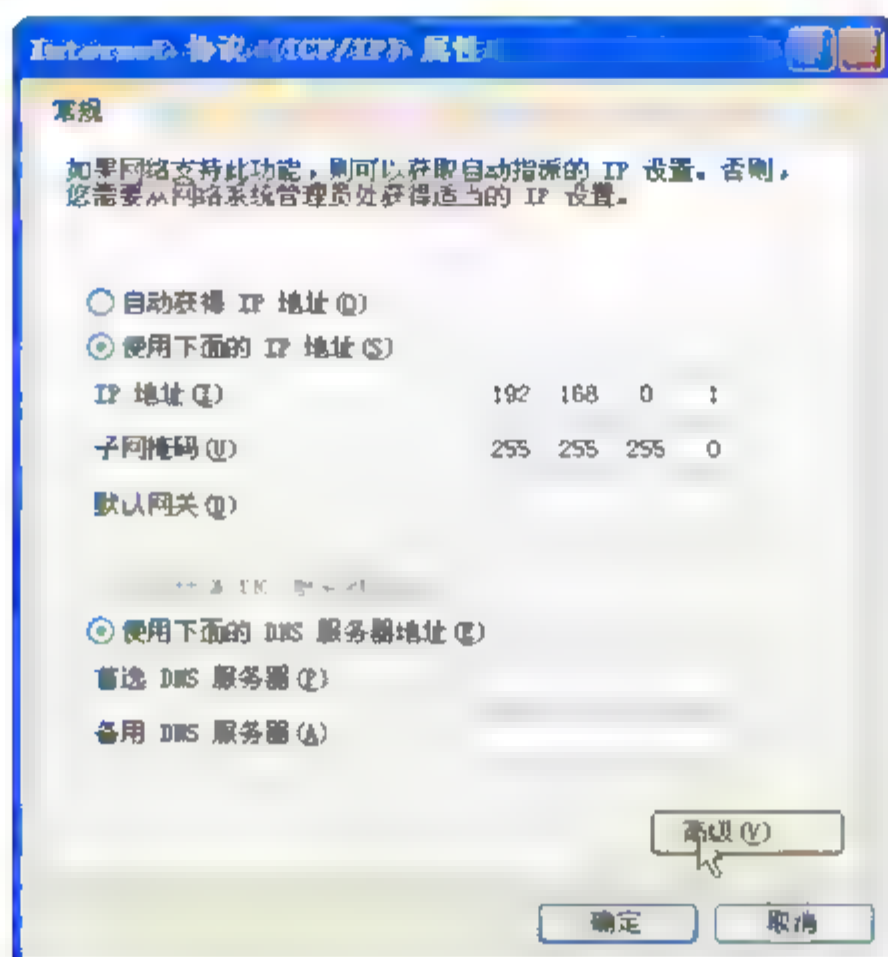 Internet 协议 (TCP/IP) 属性
常规
如果网络支持此功能，则可以获取自动指派的 IP 设置。否则，
您需要从网络系统管理员处获得适当的 IP 设置。
自动获得 IP 地址(O)
使用下面的 IP 地址(S)
IP 地址(I) 192 168 0 1
子网掩码(U) 255 255 255 0
默认网关(D)
使用下面的 DNS 服务器地址(E)
首选 DNS 服务器(P)
备用 DNS 服务器(A)
高级(V)
确定 取消